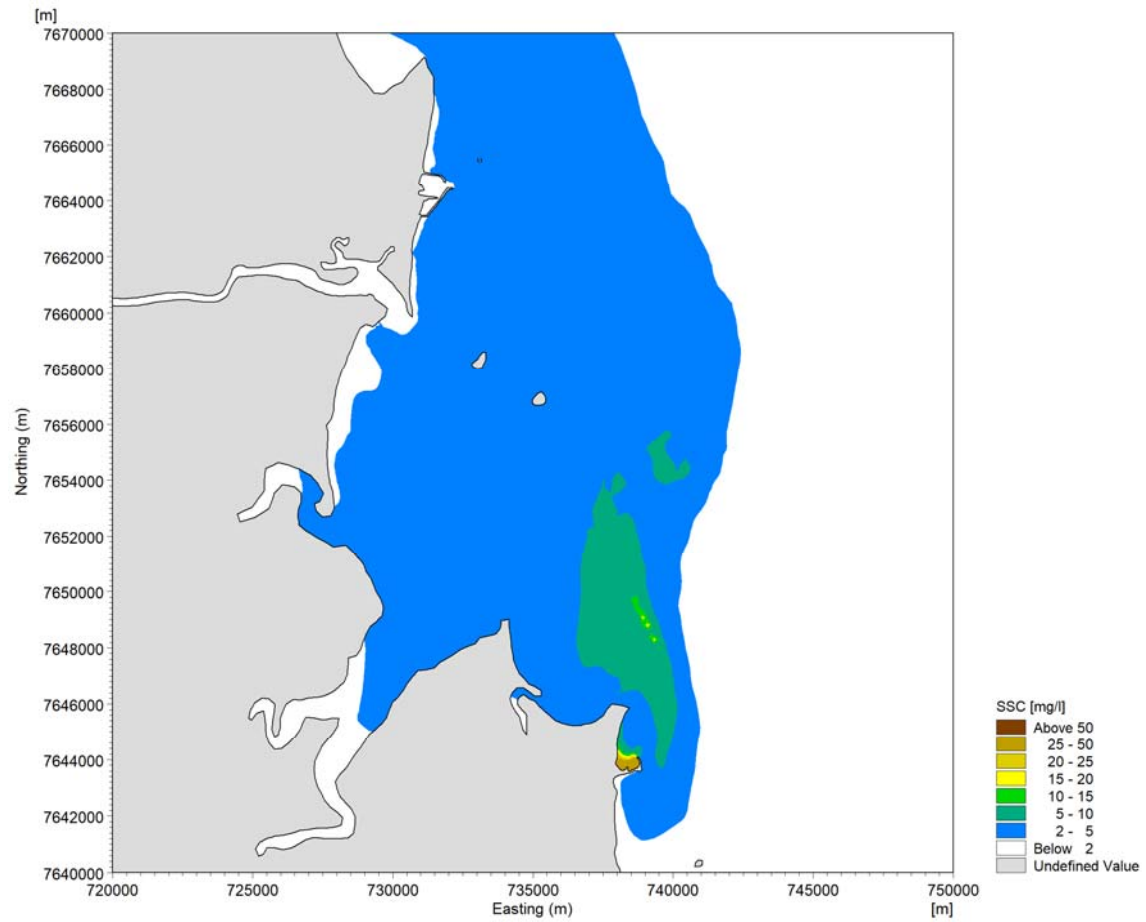 [m]
7670000
7668000
7666000
7664000
7662000
7660000
7658000
7656000
7654000
7652000
7650000
7648000
7646000
7644000
7642000
7640000
Northing (m)
720000 725000 730000 735000 740000 745000 750000
Easting (m)
[m]
SSC [mg/l]
Above 50
25 - 50
20 - 25
15 - 20
10 - 15
5 - 10
2 - 5
Below 2
Undefined Value